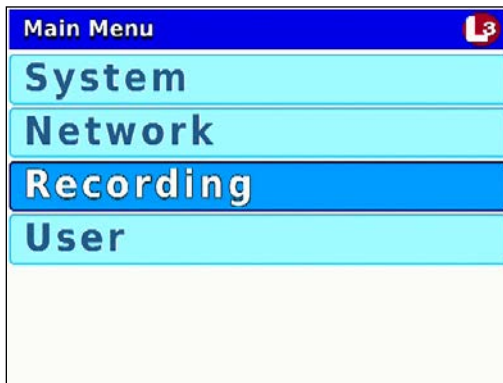 Main Menu
L3
System
Network
Recording
User